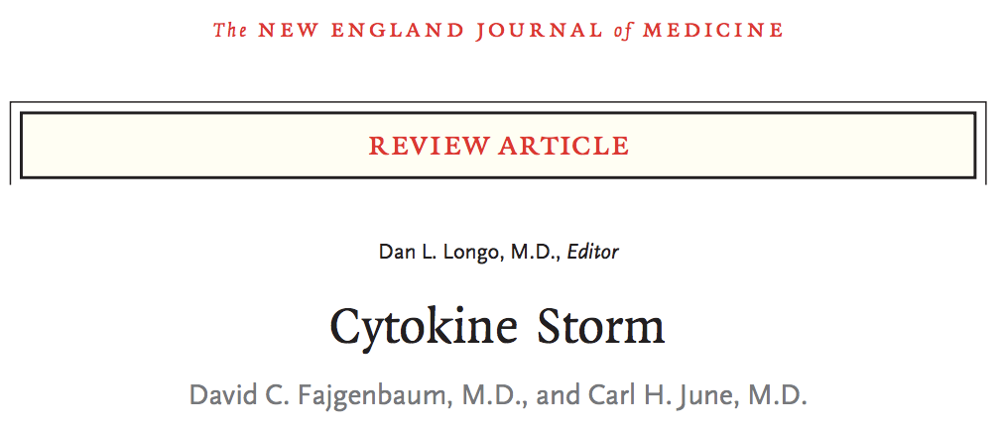 The NEW ENGLAND JOURNAL of MEDICINE
REVIEW ARTICLE
Dan L. Longo, M.D., Editor
Cytokine Storm
David C. Fajgenbaum, M.D., and Carl H. June, M.D.